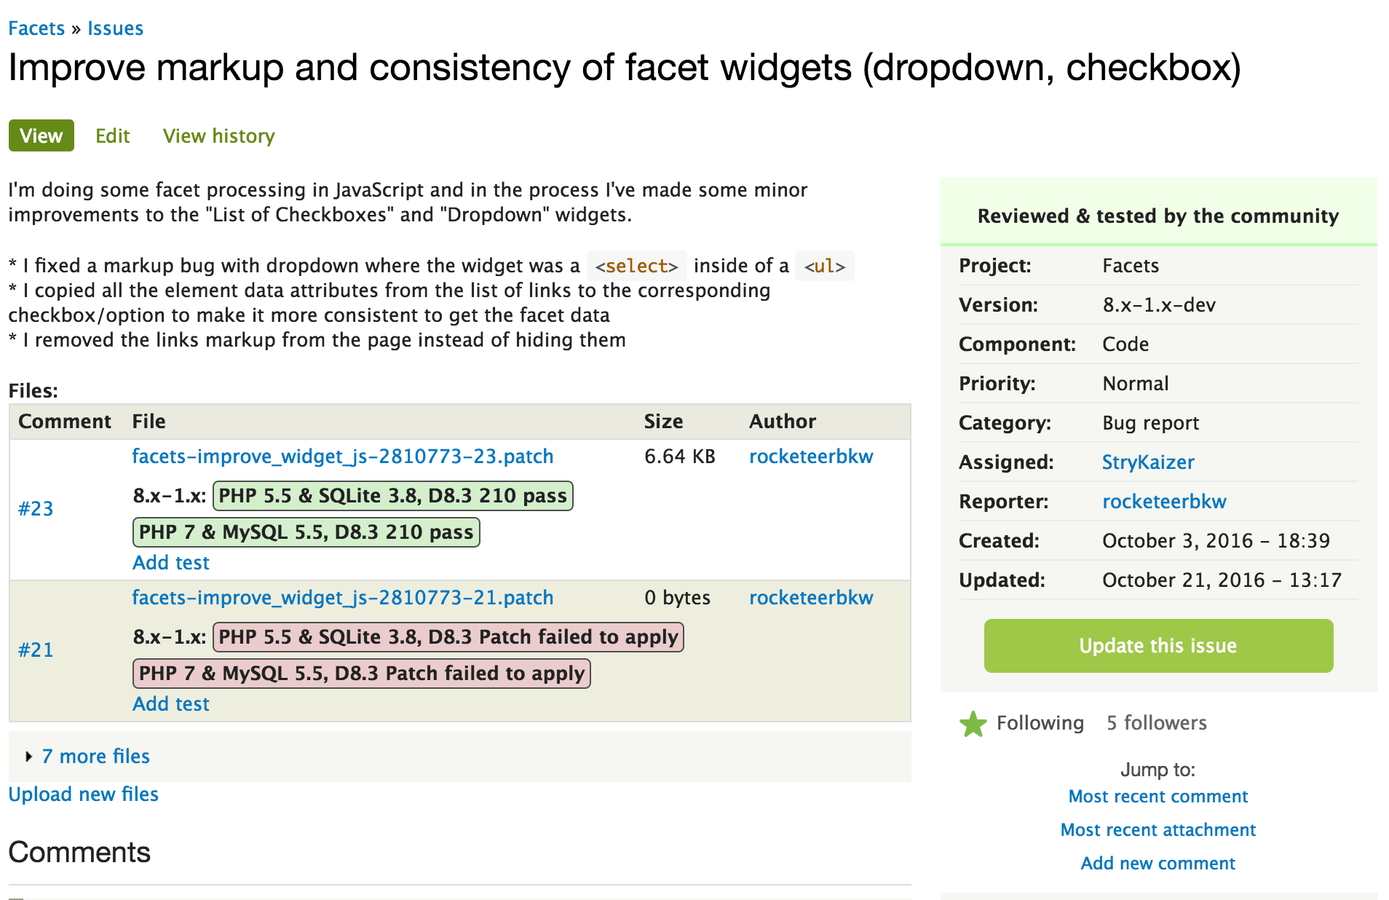 Facets » Issues
Improve markup and consistency of facet widgets (dropdown, checkbox)
View Edit View history
I'm doing some facet processing in JavaScript and in the process I've made some minor
improvements to the "List of Checkboxes" and "Dropdown" widgets.
* I fixed a markup bug with dropdown where the widget was a <select> inside of a <ul>
* I copied all the element data attributes from the list of links to the corresponding
checkbox/option to make it more consistent to get the facet data
* I removed the links markup from the page instead of hiding them
Files:
Comment File Size Author
facets-improve_widget_js-2810773-23.patch 6.64 KB rocketeerbkw
#23
8.x-1.x: PHP 5.5 & SQLite 3.8, D8.3 210 pass
PHP 7 & MySQL 5.5, D8.3 210 pass
Add test
facets-improve_widget_js-2810773-21.patch 0 bytes rocketeerbkw
#21
8.x-1.x: PHP 5.5 & SQLite 3.8, D8.3 Patch failed to apply
PHP 7 & MySQL 5.5, D8.3 Patch failed to apply
Add test
7 more files
Upload new files
Comments
Reviewed & tested by the community
Project: Facets
Version: 8.x-1.x-dev
Component: Code
Priority: Normal
Category: Bug report
Assigned: StryKaizer
Reporter: rocketeerbkw
Created: October 3, 2016 - 18:39
Updated: October 21, 2016 - 13:17
Update this issue
Following 5 followers
Jump to:
Most recent comment
Most recent attachment
Add new comment